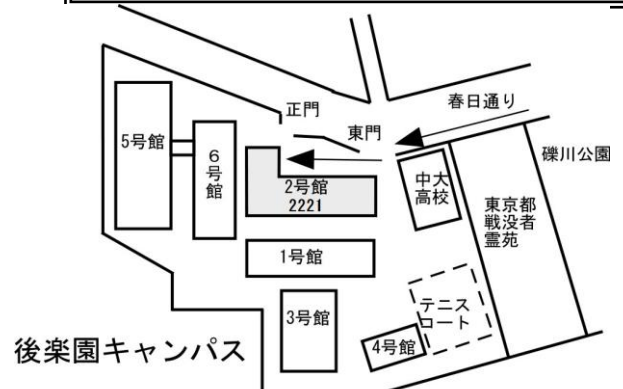 正門
春日通り
東門
5号館
6号館
中大
高校
礫川公園
2号館
2221
東京都
戦没者
霊苑
1号館
テニス
コート
3号館
4号館
後楽園キャンパス